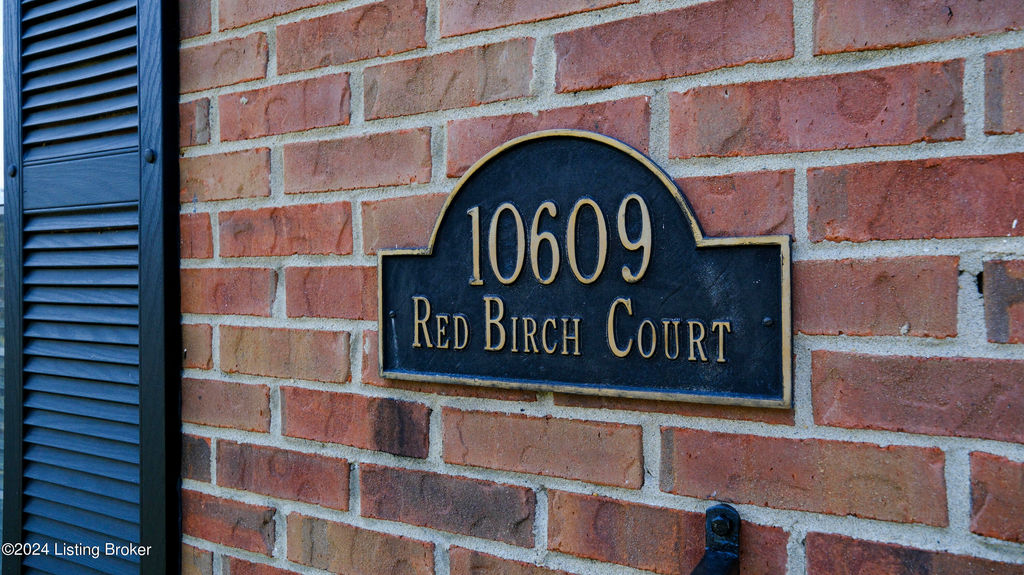 10609
RED BIRCH COURT
©2024 Listing Broker